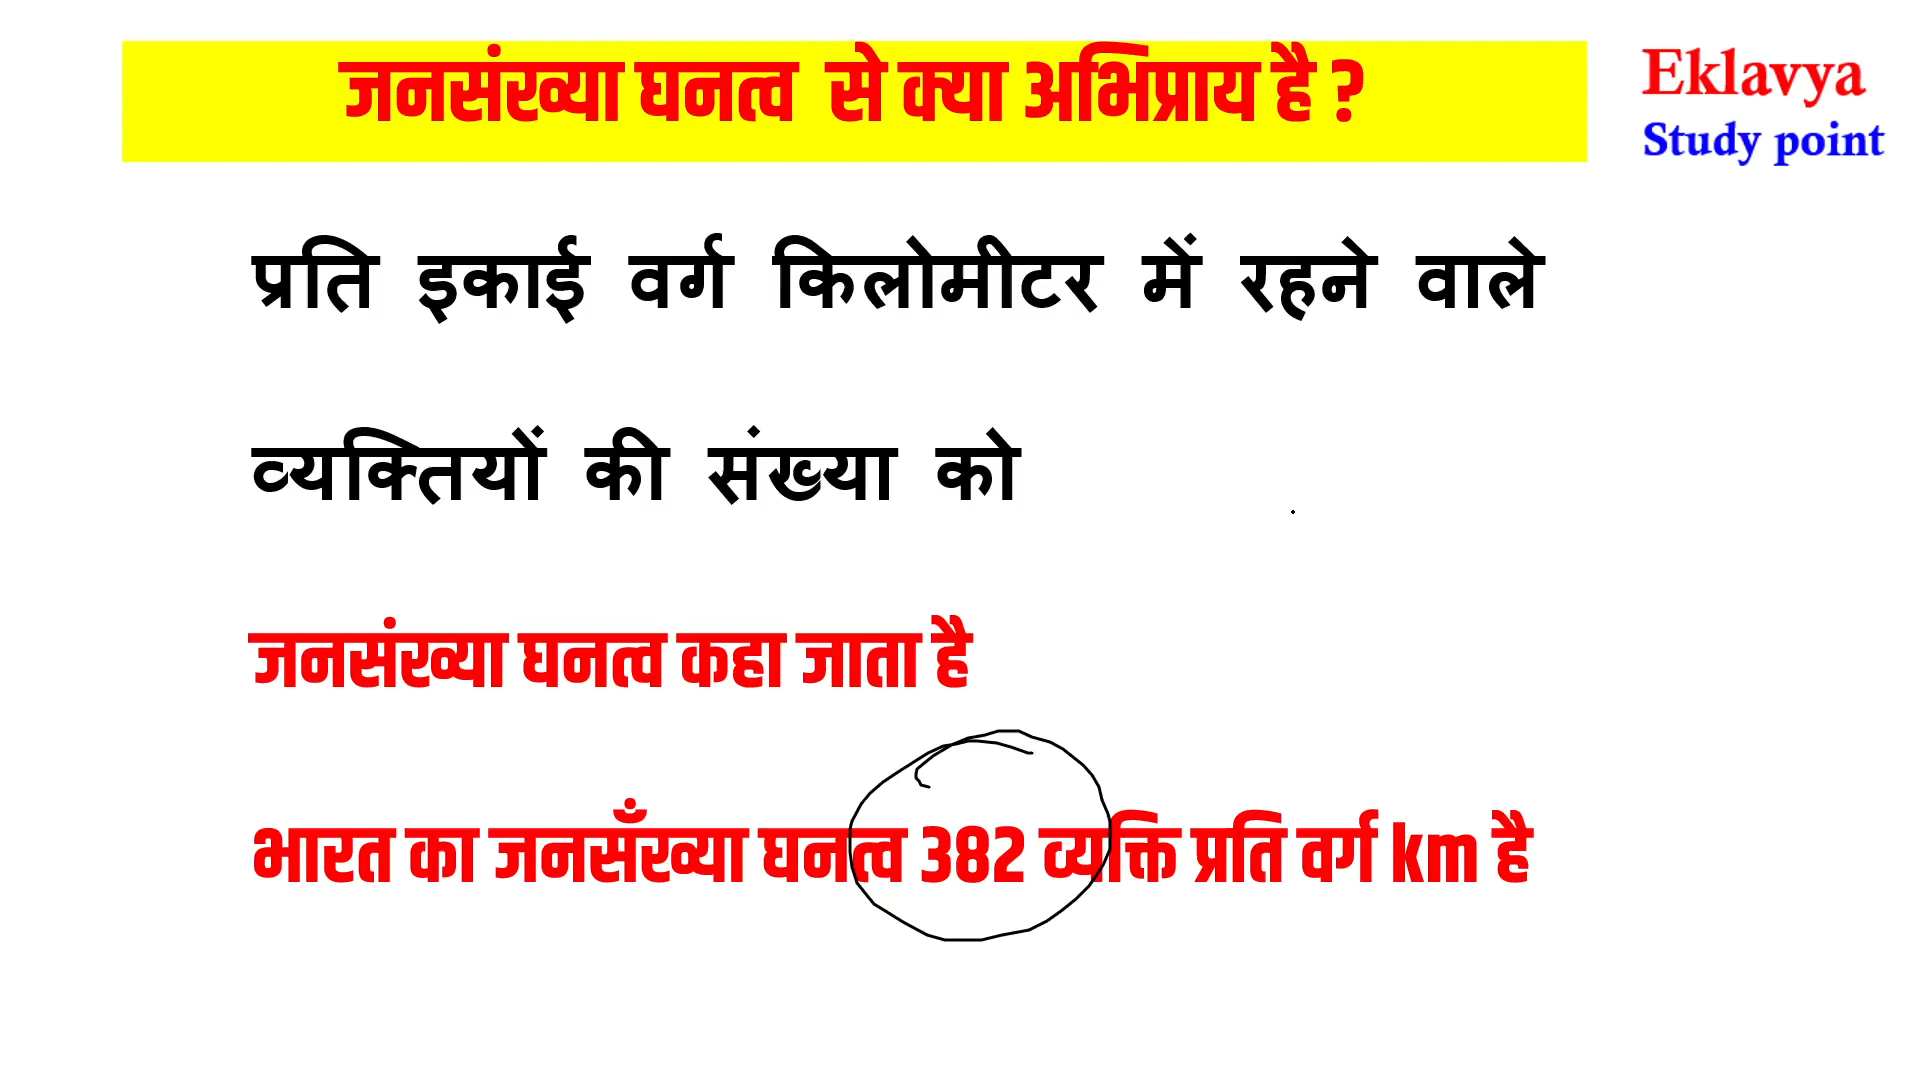 जनसंख्या घनत्व से क्या अभिप्राय है ?
Eklavya
Study point
प्रति इकाई वर्ग किलोमीटर में रहने वाले
व्यक्तियों की संख्या को
जनसंख्या घनत्व कहा जाता है
भारत का जनसँख्या घनत्व 382 व्यक्ति प्रति वर्ग km है